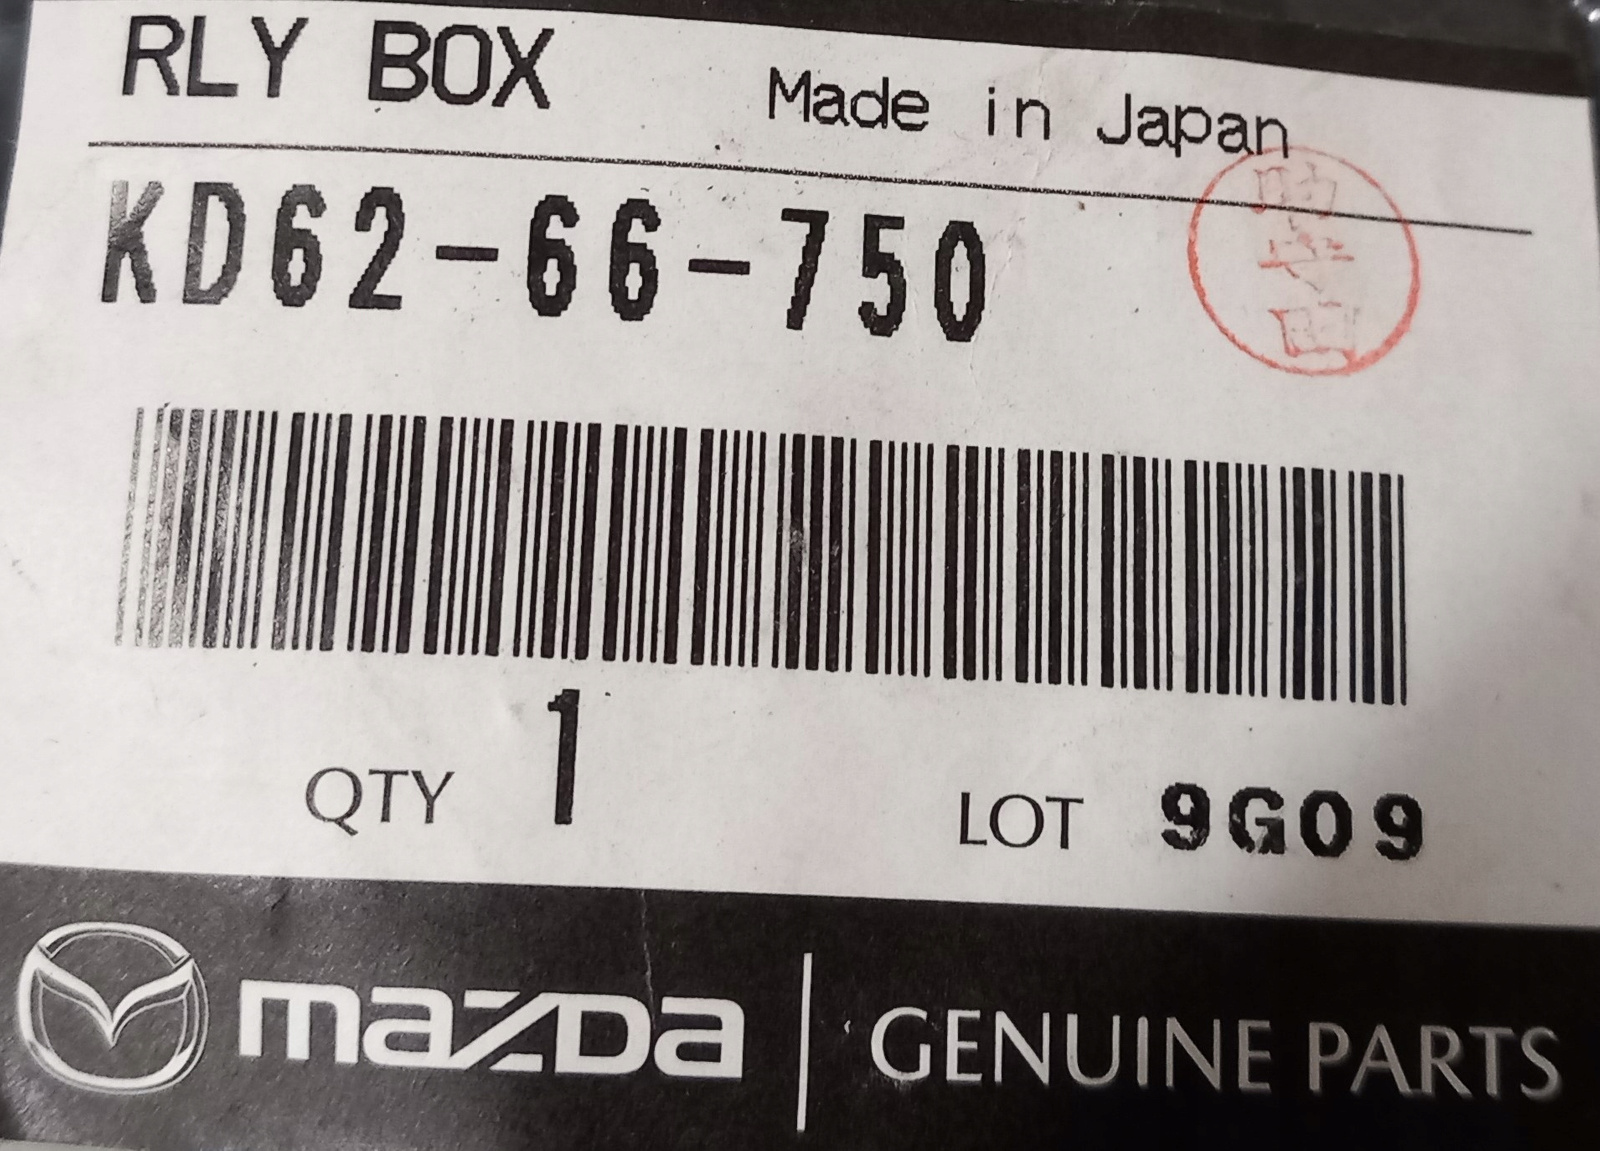 RLY BOX
Made in Japan
KD62-66-750
QTY 1
LOT 9G09
mazda
GENUINE PARTS